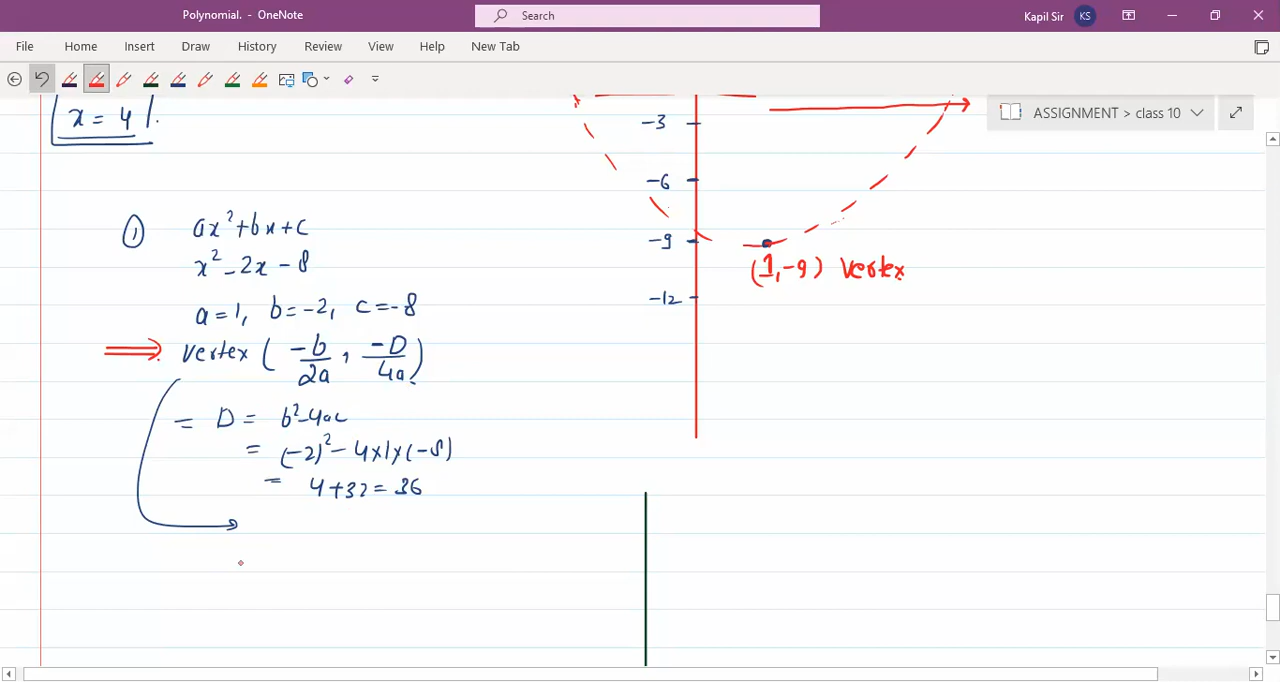 Polynomial. - OneNote
Search
Kapil Sir
KS
File Home Insert Draw History Review View Help New Tab
ASSIGNMENT > class 10
x = 4
-3
-6
-9
-12
(1,-9) Vertex
① ax²+bx+c
x²-2x-8
a=1, b=-2, c=-8
⇒ Vertex (-b/2a, -D/4a)
= D = b²-4ac
= (-2)²-4×1×(-8)
= 4+32=36